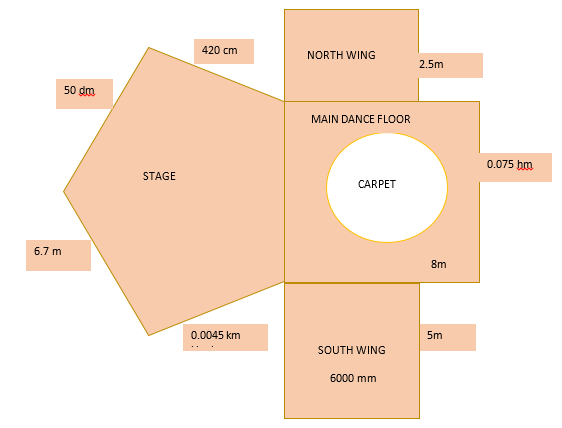 420 cm
NORTH WING
2.5m
50 dm
MAIN DANCE FLOOR
0.075 hm
STAGE
CARPET
6.7 m
8m
0.0045 km
5m
SOUTH WING
6000 mm